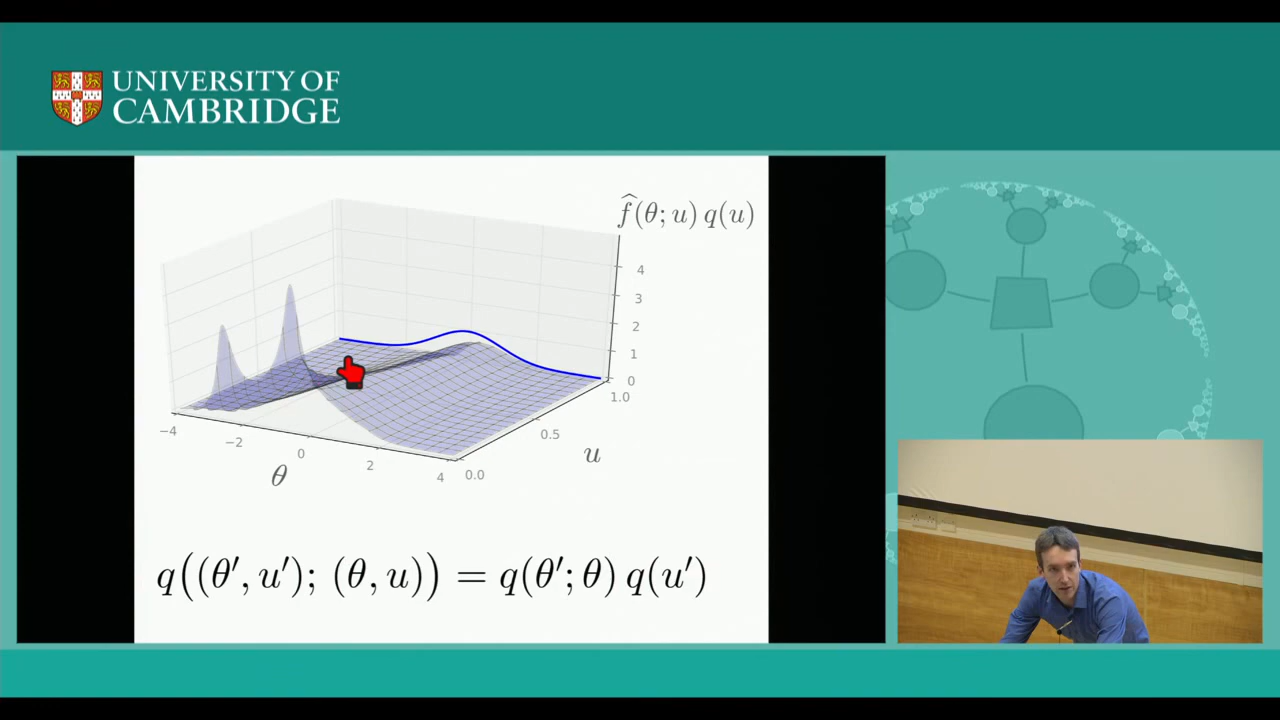 UNIVERSITY OF
CAMBRIDGE
f̂(θ; u) q(u)
4
3
2
1
0
1.0
0.5
0.0
u
−4
−2
0
2
4
θ
q((θ′, u′); (θ, u)) = q(θ′; θ) q(u′)